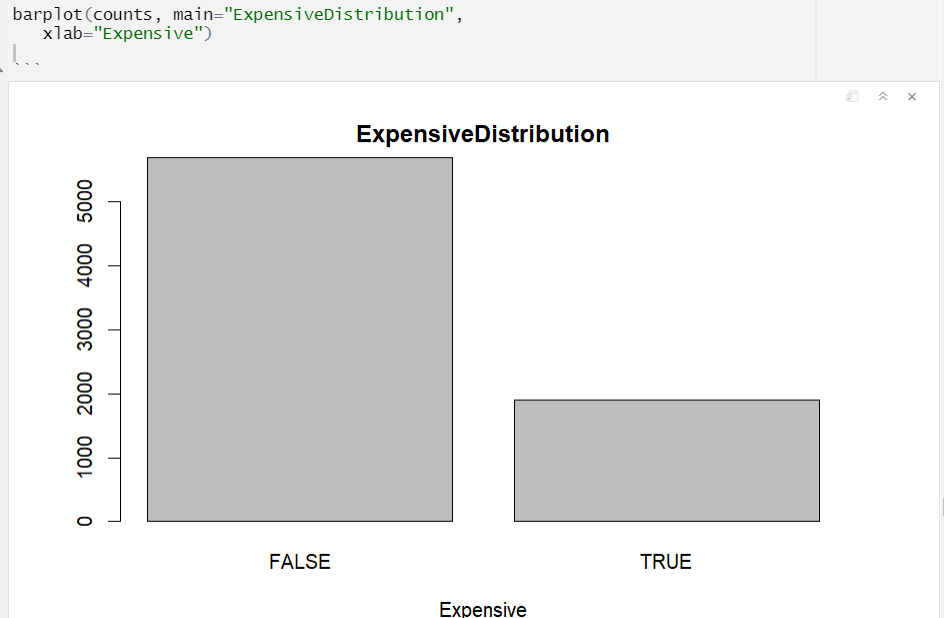 barplot(counts, main="ExpensiveDistribution",
   xlab="Expensive")
```
ExpensiveDistribution
5000
4000
3000
2000
1000
0
FALSE TRUE
Expensive